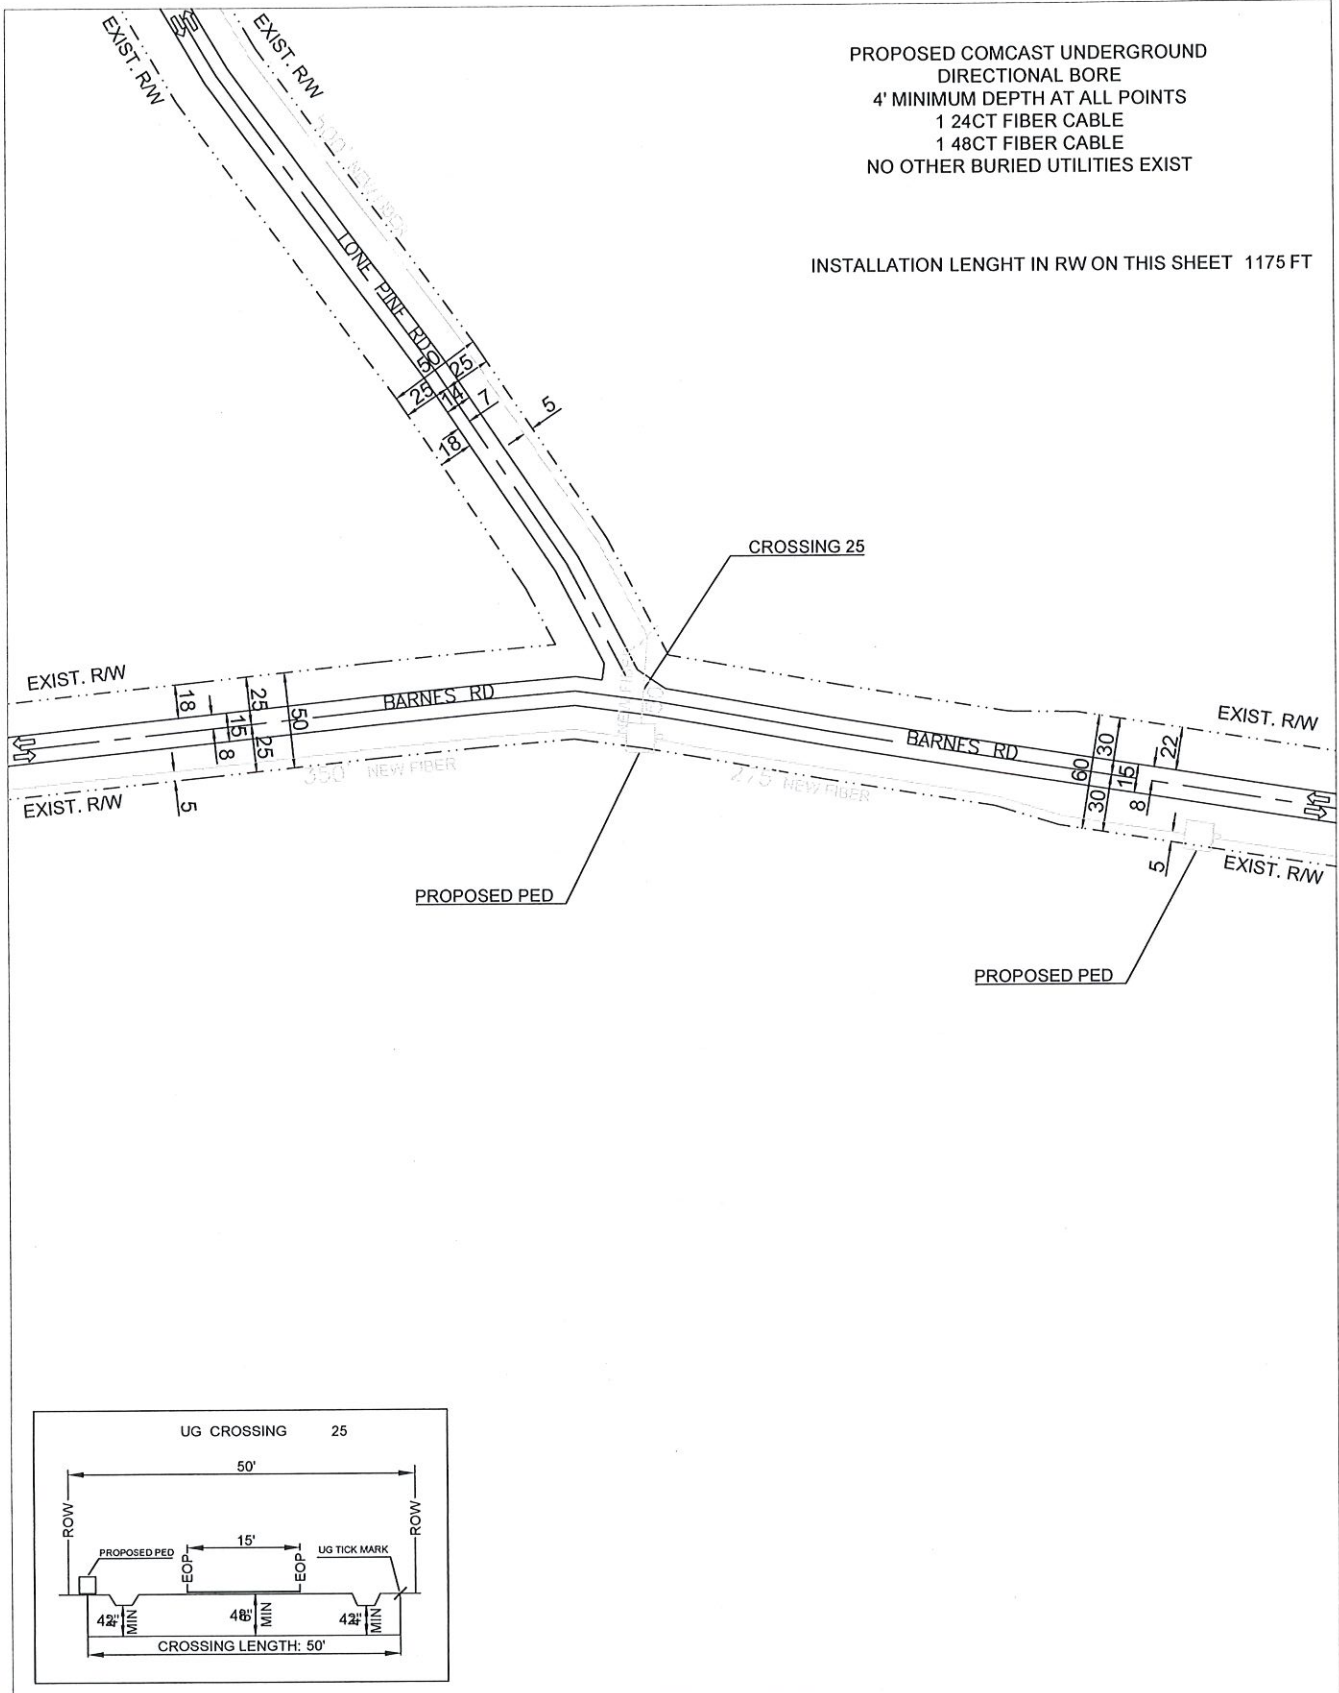 EXIST. R/W
EXIST. R/W
PROPOSED COMCAST UNDERGROUND
DIRECTIONAL BORE
4' MINIMUM DEPTH AT ALL POINTS
1 24CT FIBER CABLE
1 48CT FIBER CABLE
NO OTHER BURIED UTILITIES EXIST
INSTALLATION LENGHT IN RW ON THIS SHEET 1175 FT
500' NEW FIBER
LONE PINE RD
50
25
25
14
7
5
18
CROSSING 25
EXIST. R/W
18
25
50
15
8
25
BARNES RD
350' NEW FIBER
EXIST. R/W
5
NEW FIBER
275 NEW FIBER
BARNES RD
EXIST. R/W
30
22
60
15
30
8
5
EXIST. R/W
PROPOSED PED
PROPOSED PED
UG CROSSING 25
50'
ROW
ROW
15'
PROPOSED PED
EOP
EOP
UG TICK MARK
MIN
MIN
MIN
CROSSING LENGTH: 50'